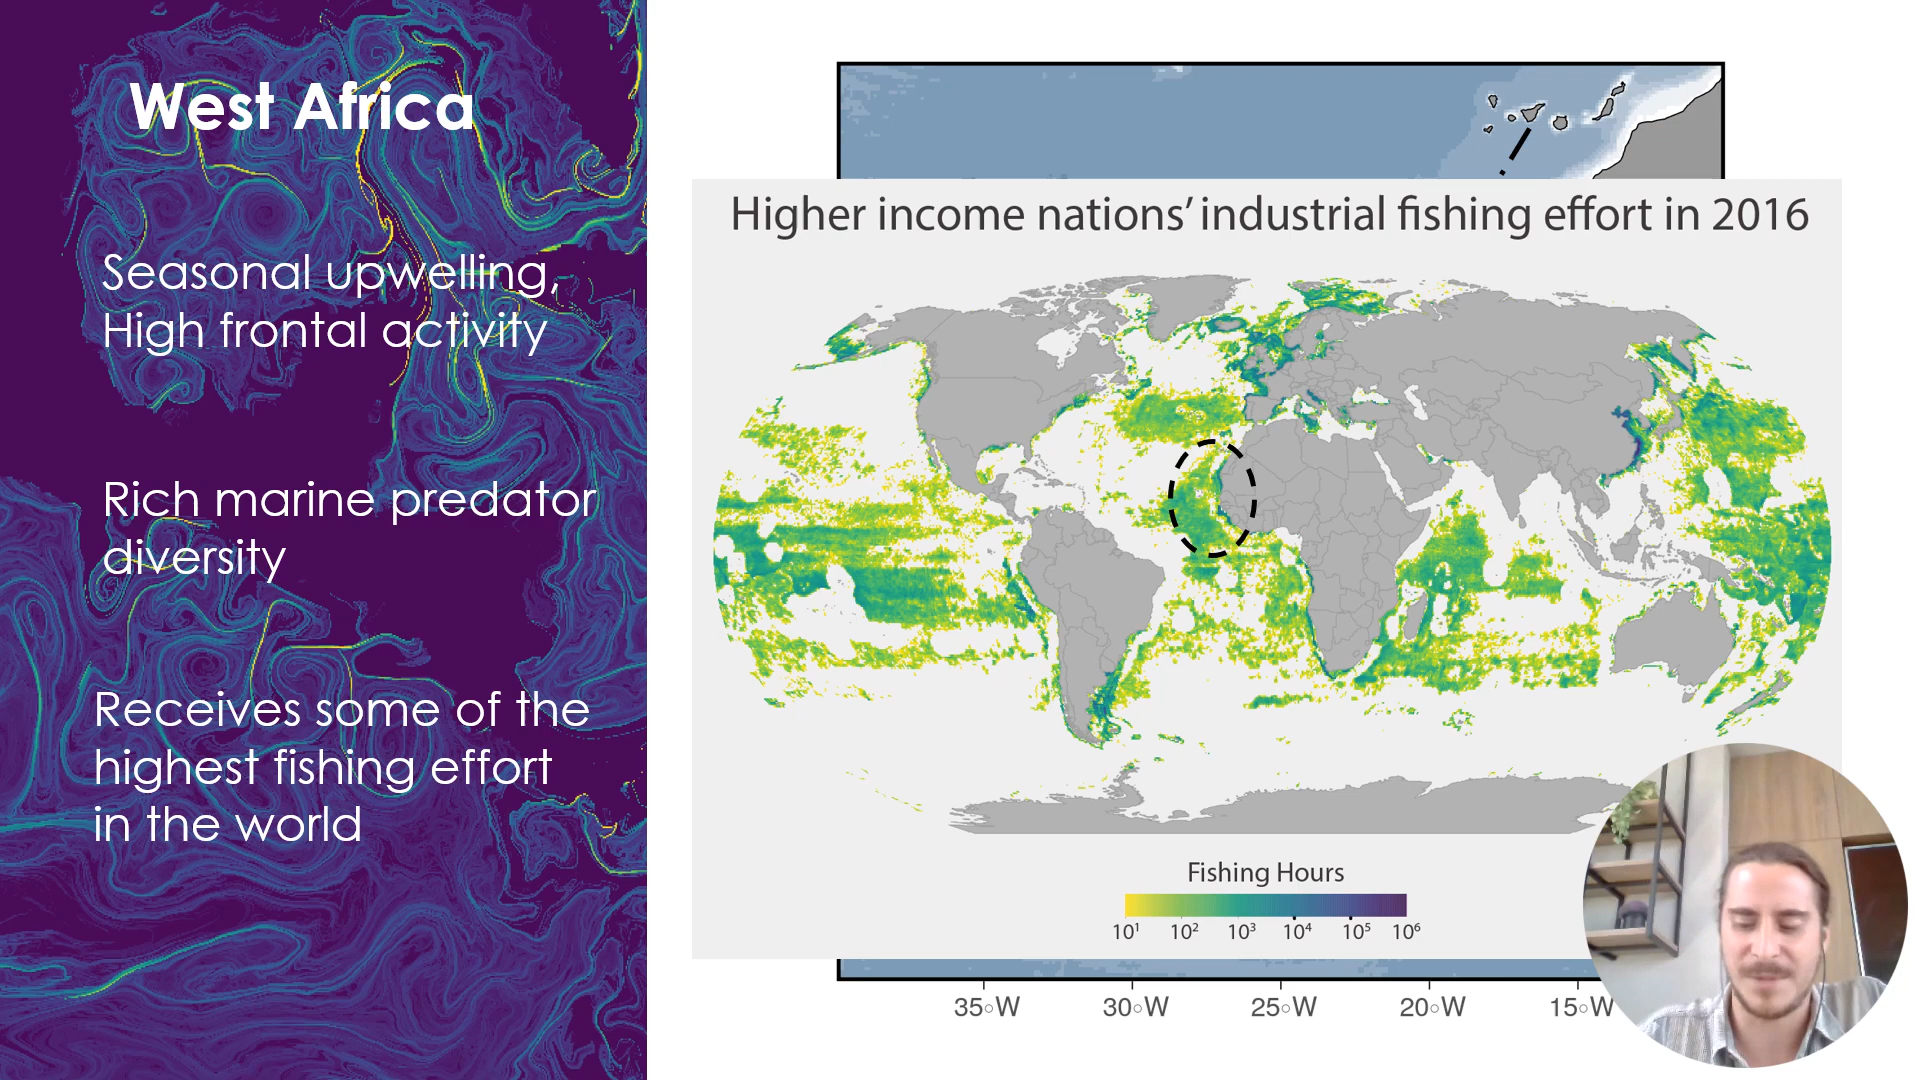 West Africa
Seasonal upwelling,
High frontal activity
Rich marine predator
diversity
Receives some of the
highest fishing effort
in the world
Higher income nations’ industrial fishing effort in 2016
Fishing Hours
10¹ 10² 10³ 10⁴ 10⁵ 10⁶
35◦W 30◦W 25◦W 20◦W 15◦W